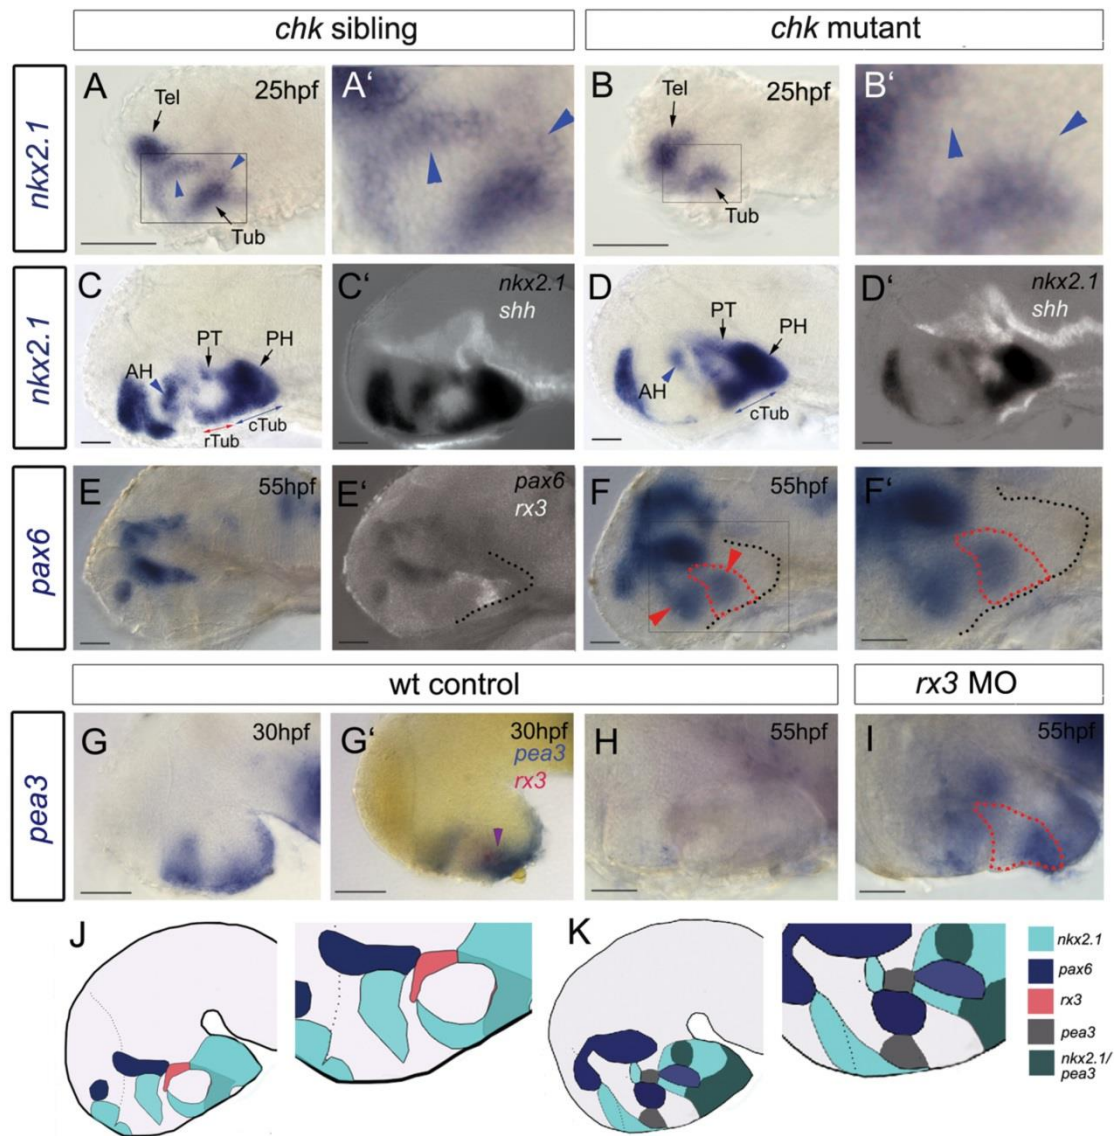 chk sibling
chk mutant
nkx2.1
A
Tel
25hpf
Tub
A'
B
Tel
25hpf
Tub
B'
nkx2.1
C
AH
PT
PH
rTub
cTub
C'
nkx2.1
shh
D
AH
PT
PH
cTub
D'
nkx2.1
shh
pax6
E
55hpf
E'
pax6
rx3
F
55hpf
F'
wt control
rx3 MO
pea3
G
30hpf
G'
30hpf
pea3
rx3
H
55hpf
I
55hpf
J
K
nkx2.1
pax6
rx3
pea3
nkx2.1/
pea3